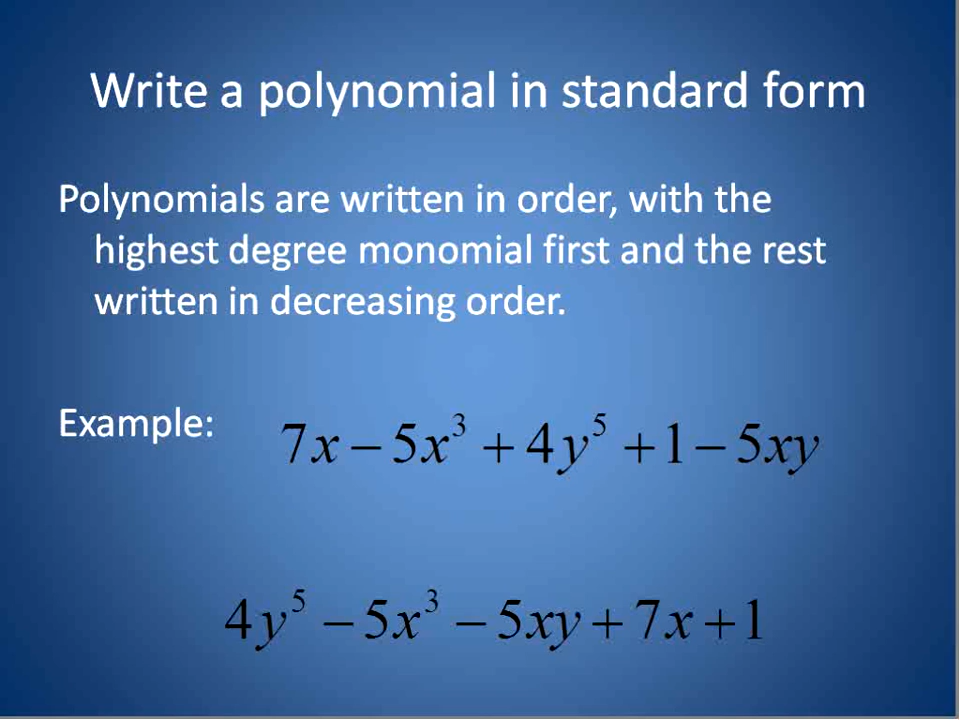 Write a polynomial in standard form
Polynomials are written in order, with the
highest degree monomial first and the rest
written in decreasing order.
Example:
7x − 5x³ + 4y⁵ + 1 − 5xy
4y⁵ − 5x³ − 5xy + 7x + 1